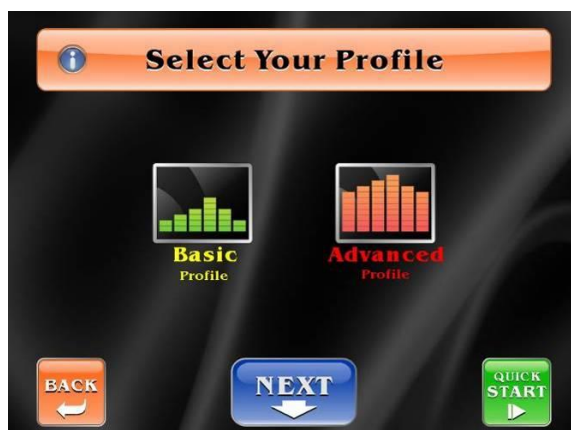 Select Your Profile
Basic
Profile
Advanced
Profile
BACK
NEXT
QUICK
START